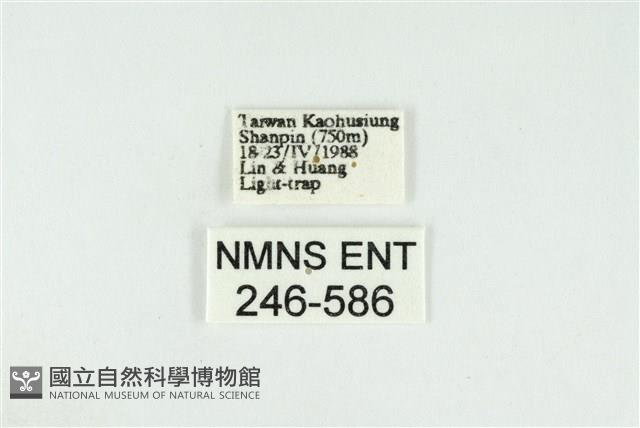 Taiwan Kaohusiung
Shanpin (750m)
18-23/IV/1988
Lin & Huang
Light-trap
NMNS ENT
246-586
國立自然科學博物館
NATIONAL MUSEUM OF NATURAL SCIENCE